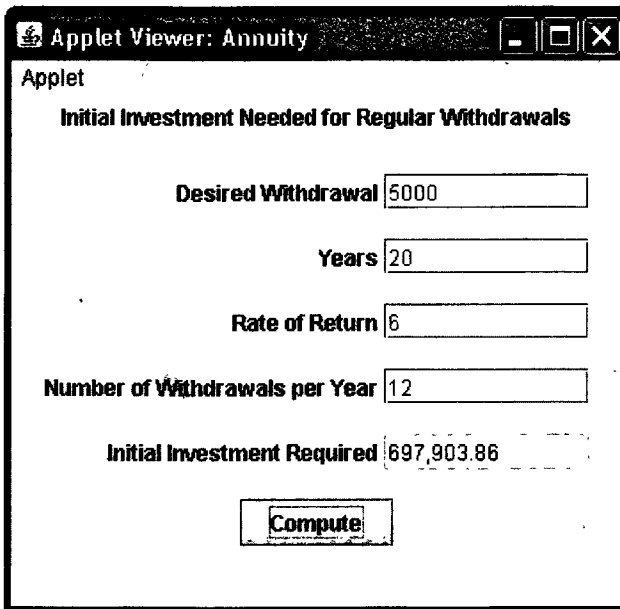 Applet Viewer: Annuity
Applet
Initial Investment Needed for Regular Withdrawals
Desired Withdrawal 5000
Years 20
Rate of Return 6
Number of Withdrawals per Year 12
Initial Investment Required 697,903.86
Compute